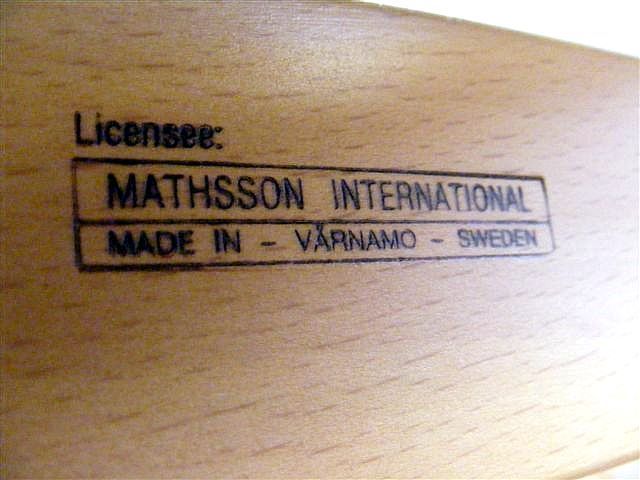 Licensee:
MATHSSON INTERNATIONAL
MADE IN - VÄRNAMO - SWEDEN